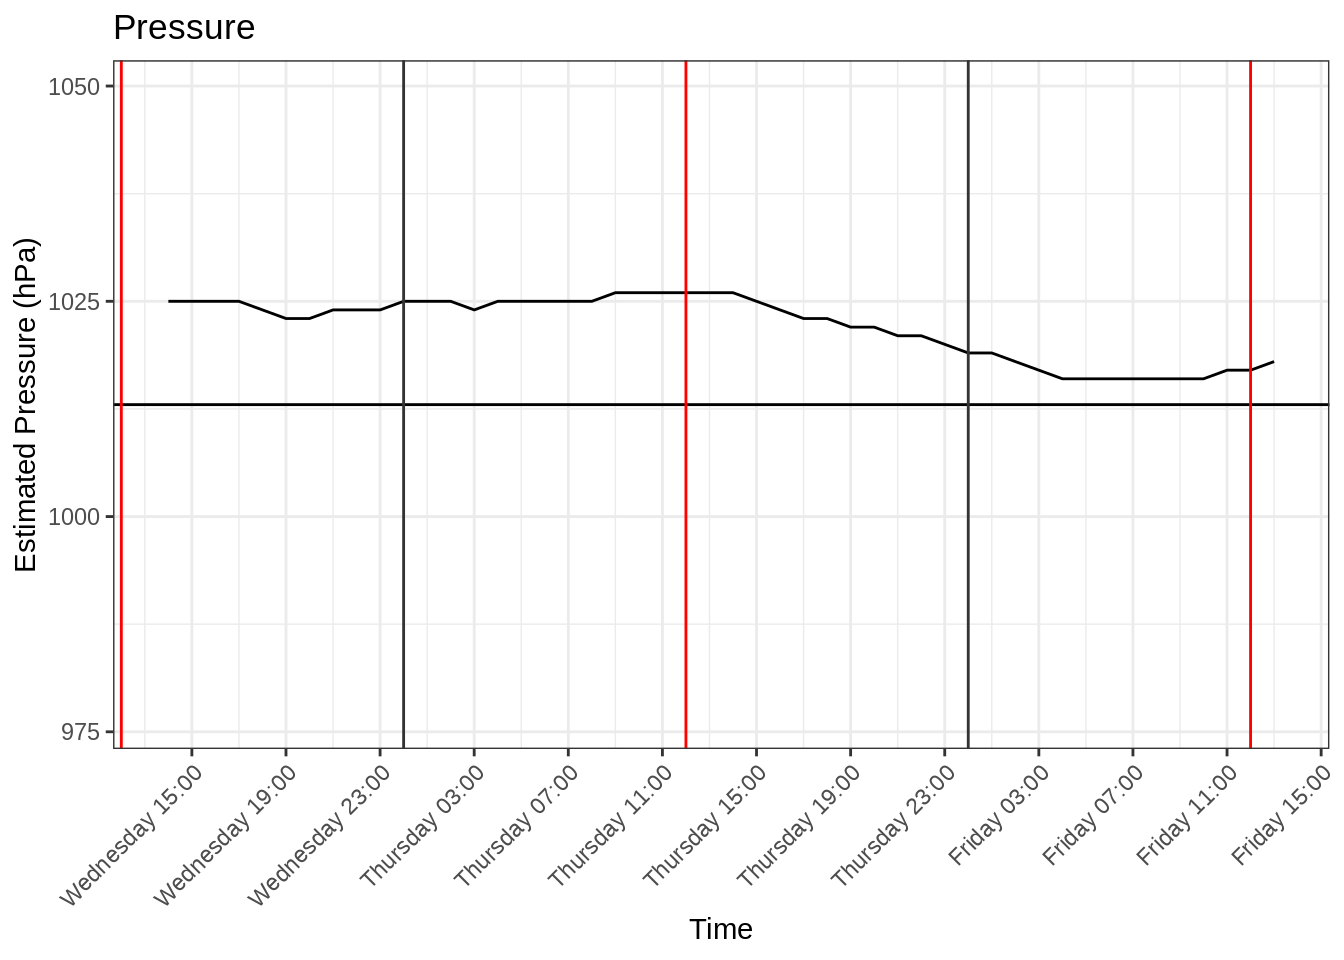 Pressure
Estimated Pressure (hPa)
1050
1025
1000
975
Wednesday 15:00
Wednesday 19:00
Wednesday 23:00
Thursday 03:00
Thursday 07:00
Thursday 11:00
Thursday 15:00
Thursday 19:00
Thursday 23:00
Friday 03:00
Friday 07:00
Friday 11:00
Friday 15:00
Time